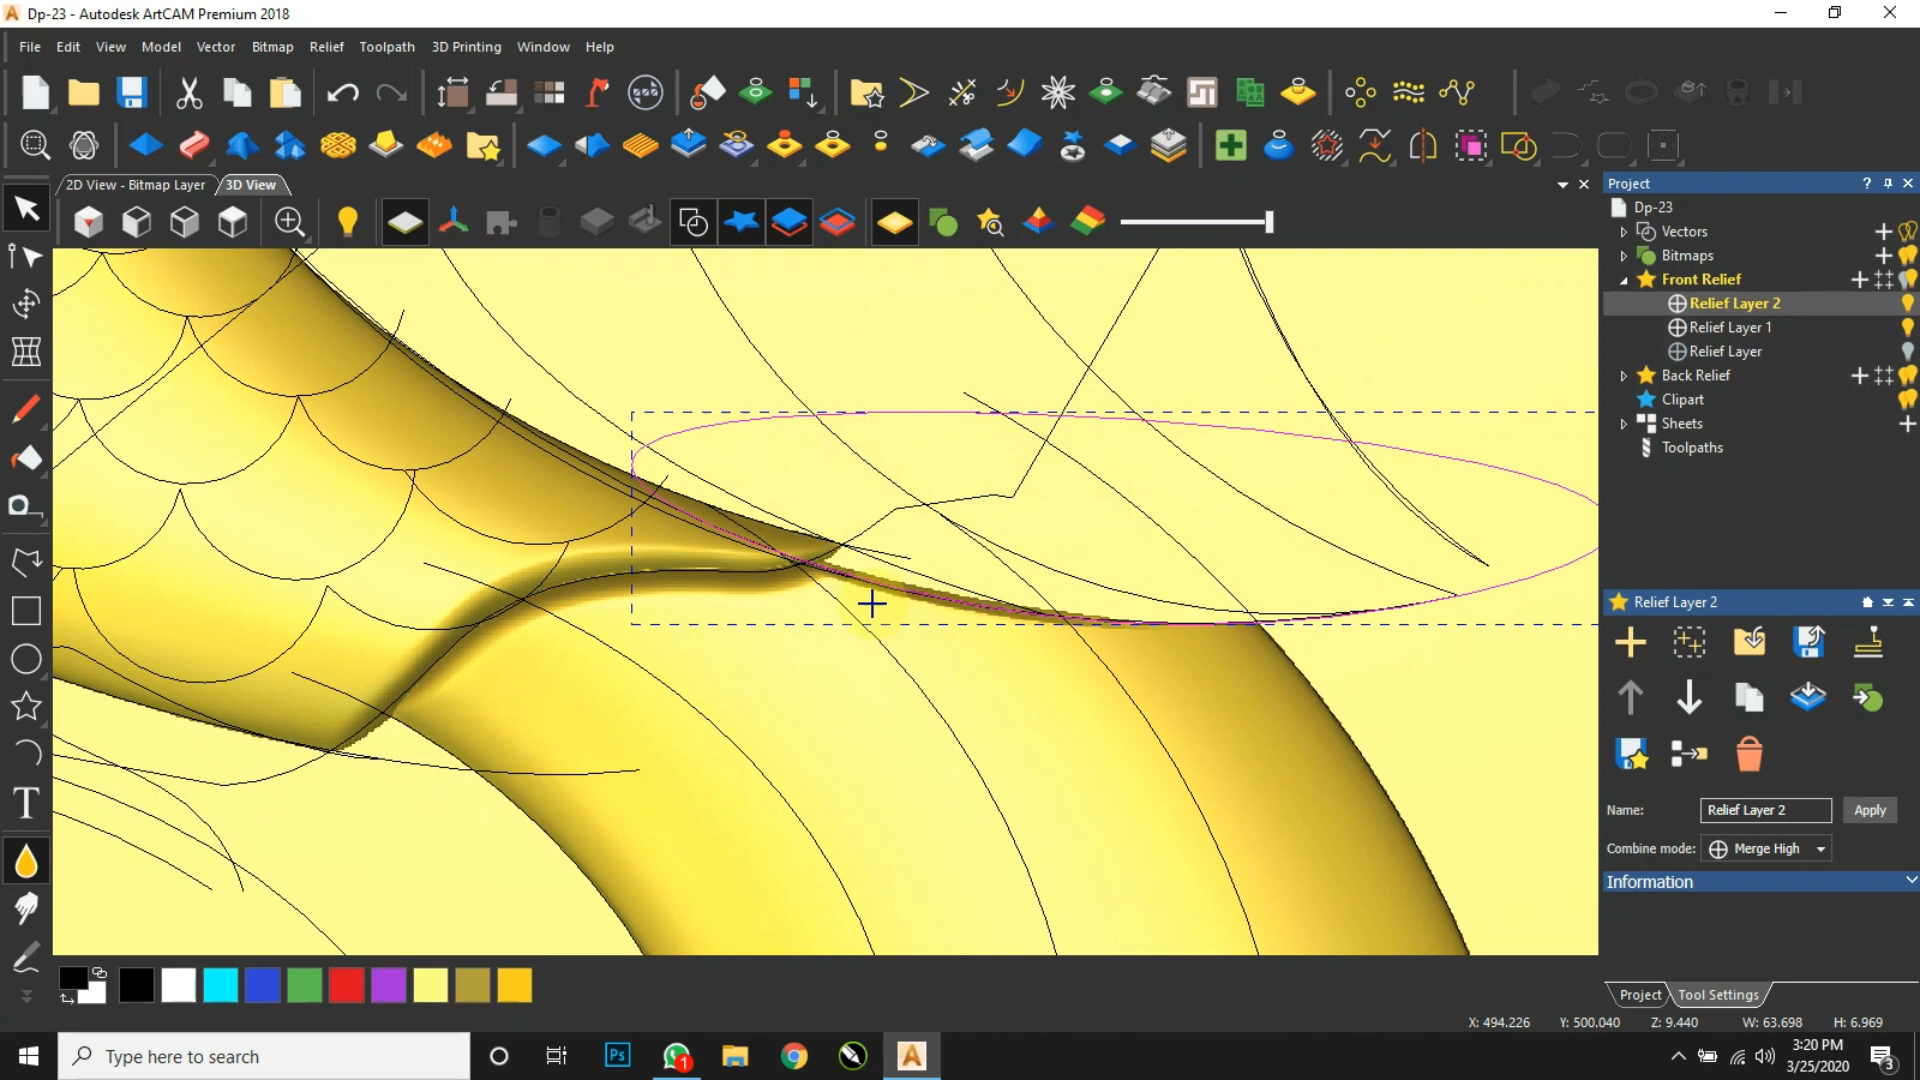 Dp-23 - Autodesk ArtCAM Premium 2018
File Edit View Model Vector Bitmap Relief Toolpath 3D Printing Window Help
2D View - Bitmap Layer 3D View
Project
Dp-23
Vectors
Bitmaps
Front Relief
Relief Layer 2
Relief Layer 1
Relief Layer
Back Relief
Clipart
Sheets
Toolpaths
Relief Layer 2
Name: Relief Layer 2 Apply
Combine mode: Merge High
Information
Project Tool Settings
X: 494.226 Y: 500.040 Z: 9.440 W: 63.698 H: 6.969
Type here to search
Ps
1
A
3:20 PM
3/25/2020
3